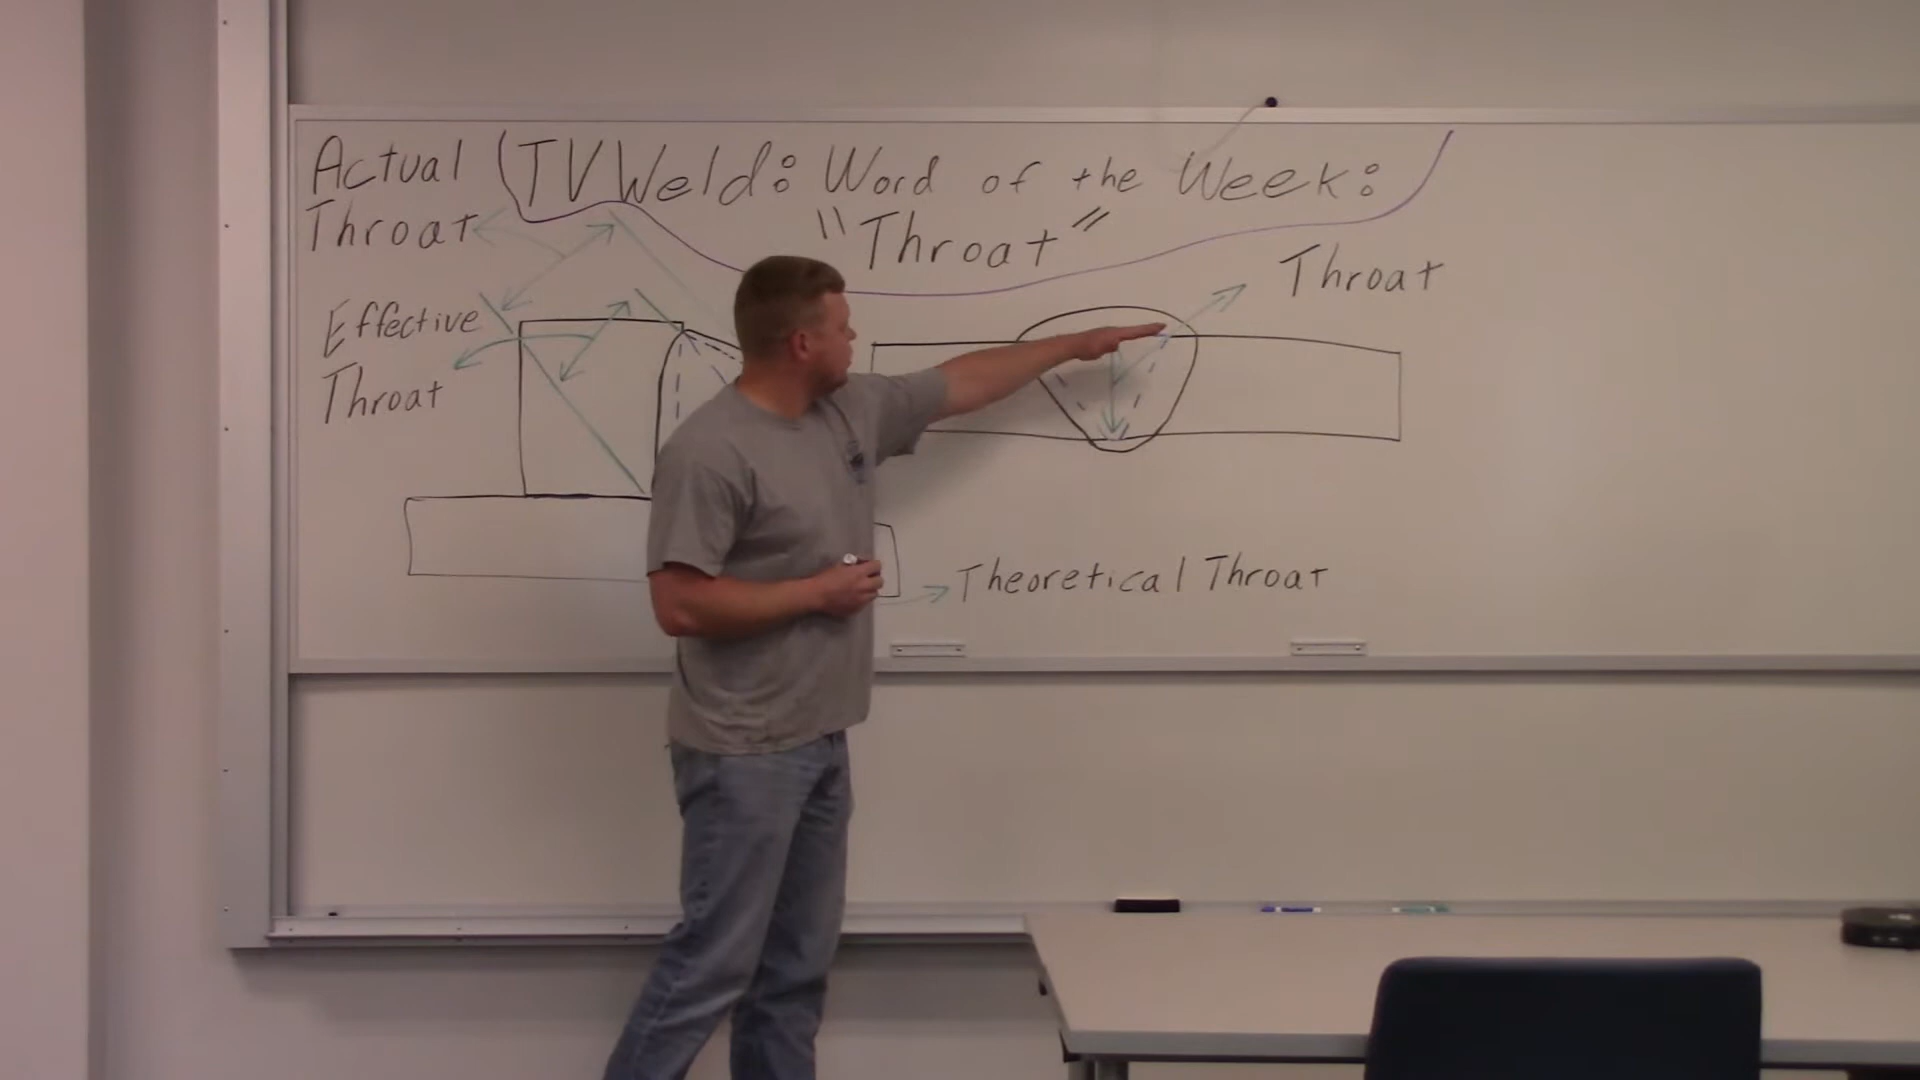 TV Weld: Word of the Week:
"Throat"
Actual
Throat
Effective
Throat
Throat
Theoretical Throat